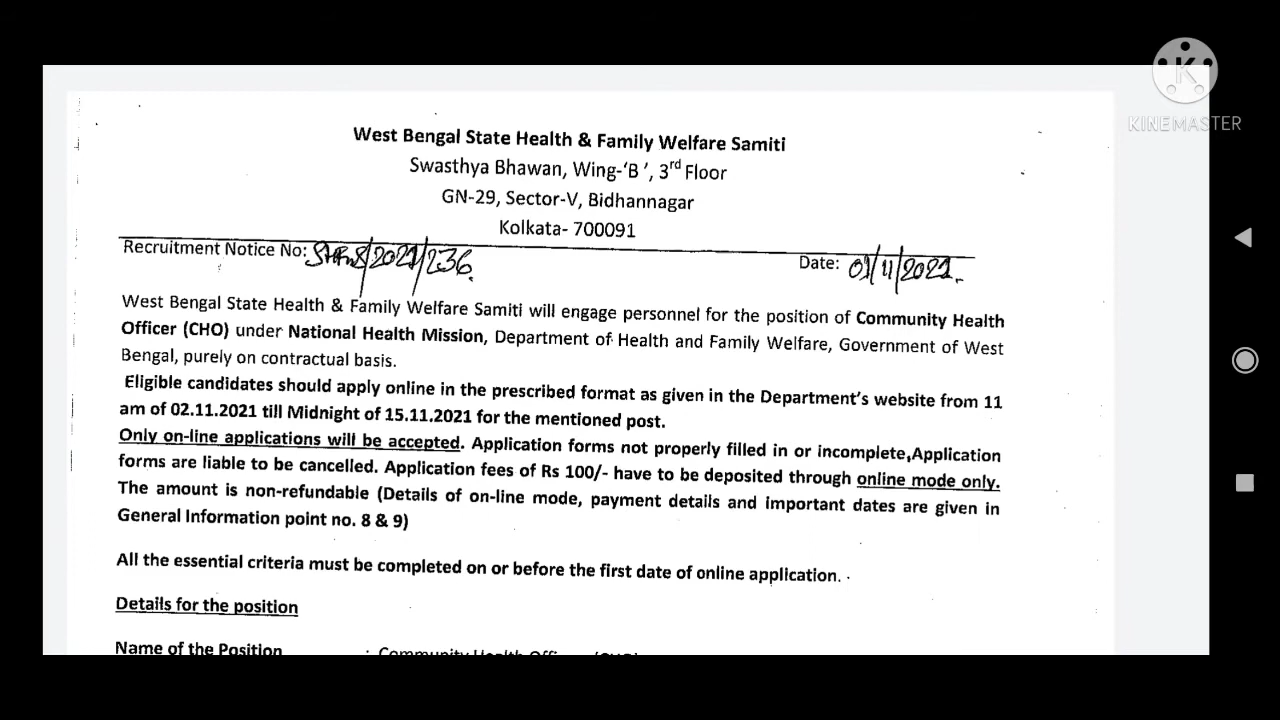 KINEMASTER
West Bengal State Health & Family Welfare Samiti
Swasthya Bhawan, Wing-‘B ’, 3rd Floor
GN-29, Sector-V, Bidhannagar
Kolkata- 700091
Recruitment Notice No: /2021/236. Date: 01/11/2021.
West Bengal State Health & Family Welfare Samiti will engage personnel for the position of Community Health
Officer (CHO) under National Health Mission, Department of Health and Family Welfare, Government of West
Bengal, purely on contractual basis.
Eligible candidates should apply online in the prescribed format as given in the Department’s website from 11
am of 02.11.2021 till Midnight of 15.11.2021 for the mentioned post.
Only on-line applications will be accepted. Application forms not properly filled in or incomplete,Application
forms are liable to be cancelled. Application fees of Rs 100/- have to be deposited through online mode only.
The amount is non-refundable (Details of on-line mode, payment details and important dates are given in
General Information point no. 8 & 9)
All the essential criteria must be completed on or before the first date of online application.
Details for the position
Name of the Position : Community Health